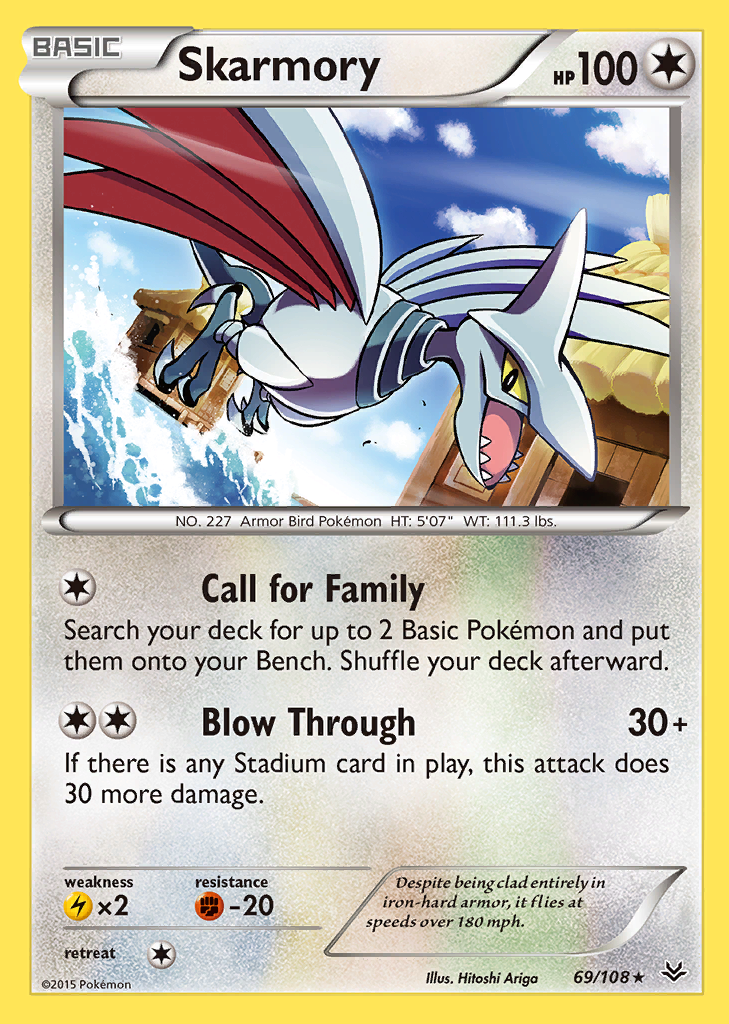 BASIC
Skarmory
HP 100
NO. 227 Armor Bird Pokémon HT: 5'07" WT: 111.3 lbs.
Call for Family
Search your deck for up to 2 Basic Pokémon and put
them onto your Bench. Shuffle your deck afterward.
Blow Through 30+
If there is any Stadium card in play, this attack does
30 more damage.
weakness
×2
resistance
-20
retreat
Despite being clad entirely in
iron-hard armor, it flies at
speeds over 180 mph.
©2015 Pokémon
Illus. Hitoshi Ariga
69/108★